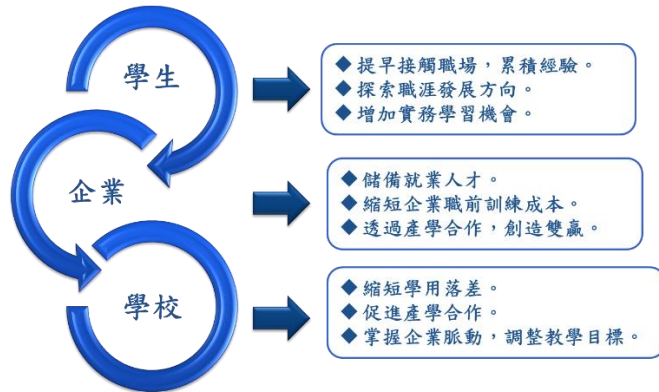 學生
◆提早接觸職場，累積經驗。
◆探索職涯發展方向。
◆增加實務學習機會。
企業
◆儲備就業人才。
◆縮短企業職前訓練成本。
◆透過產學合作，創造雙贏。
學校
◆縮短學用落差。
◆促進產學合作。
◆掌握企業脈動，調整教學目標。